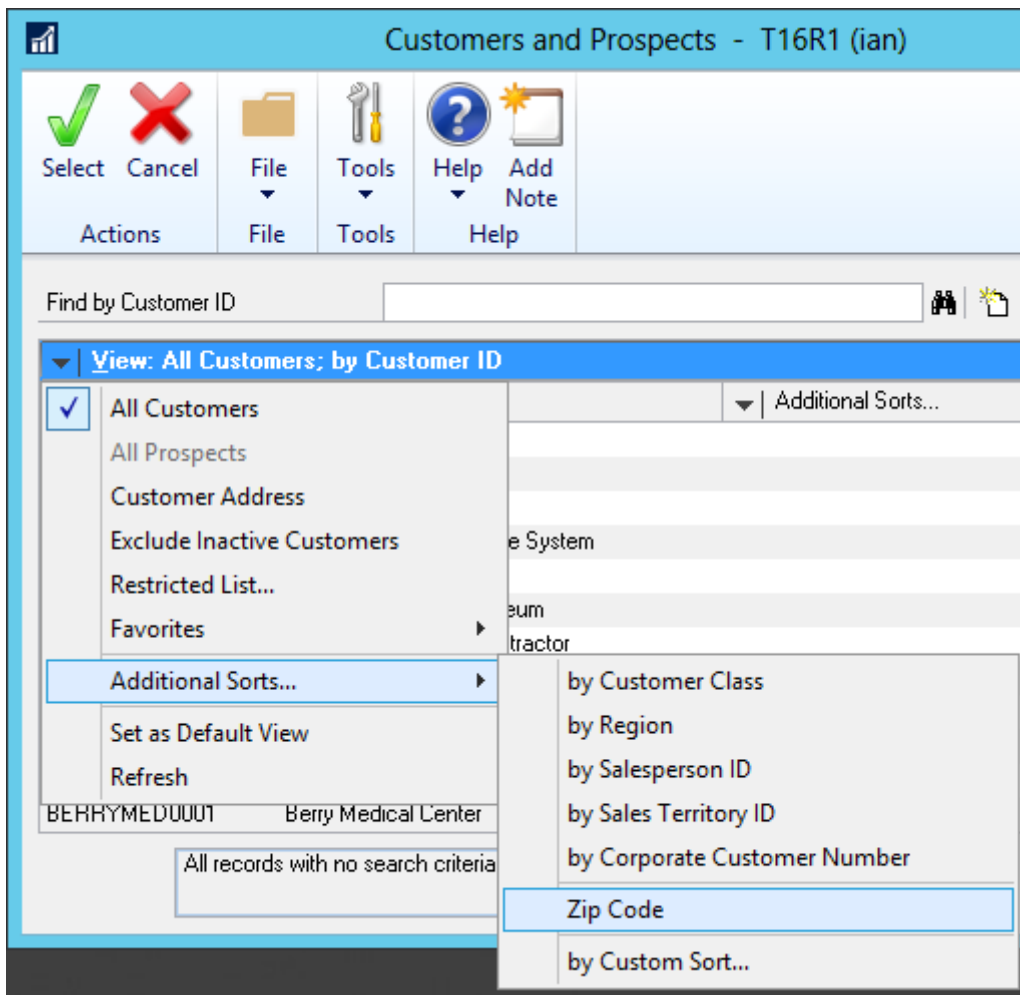 Customers and Prospects - T16R1 (ian)
Select Cancel File Tools Help Add Note
Actions File Tools Help
Find by Customer ID
View: All Customers; by Customer ID
All Customers
Additional Sorts...
All Prospects
Customer Address
Exclude Inactive Customers
e System
Restricted List...
eum
Favorites
tractor
Additional Sorts...
by Customer Class
by Region
Set as Default View
by Salesperson ID
Refresh
BERRYMED0001 Berry Medical Center
by Sales Territory ID
by Corporate Customer Number
All records with no search criteria
Zip Code
by Custom Sort...